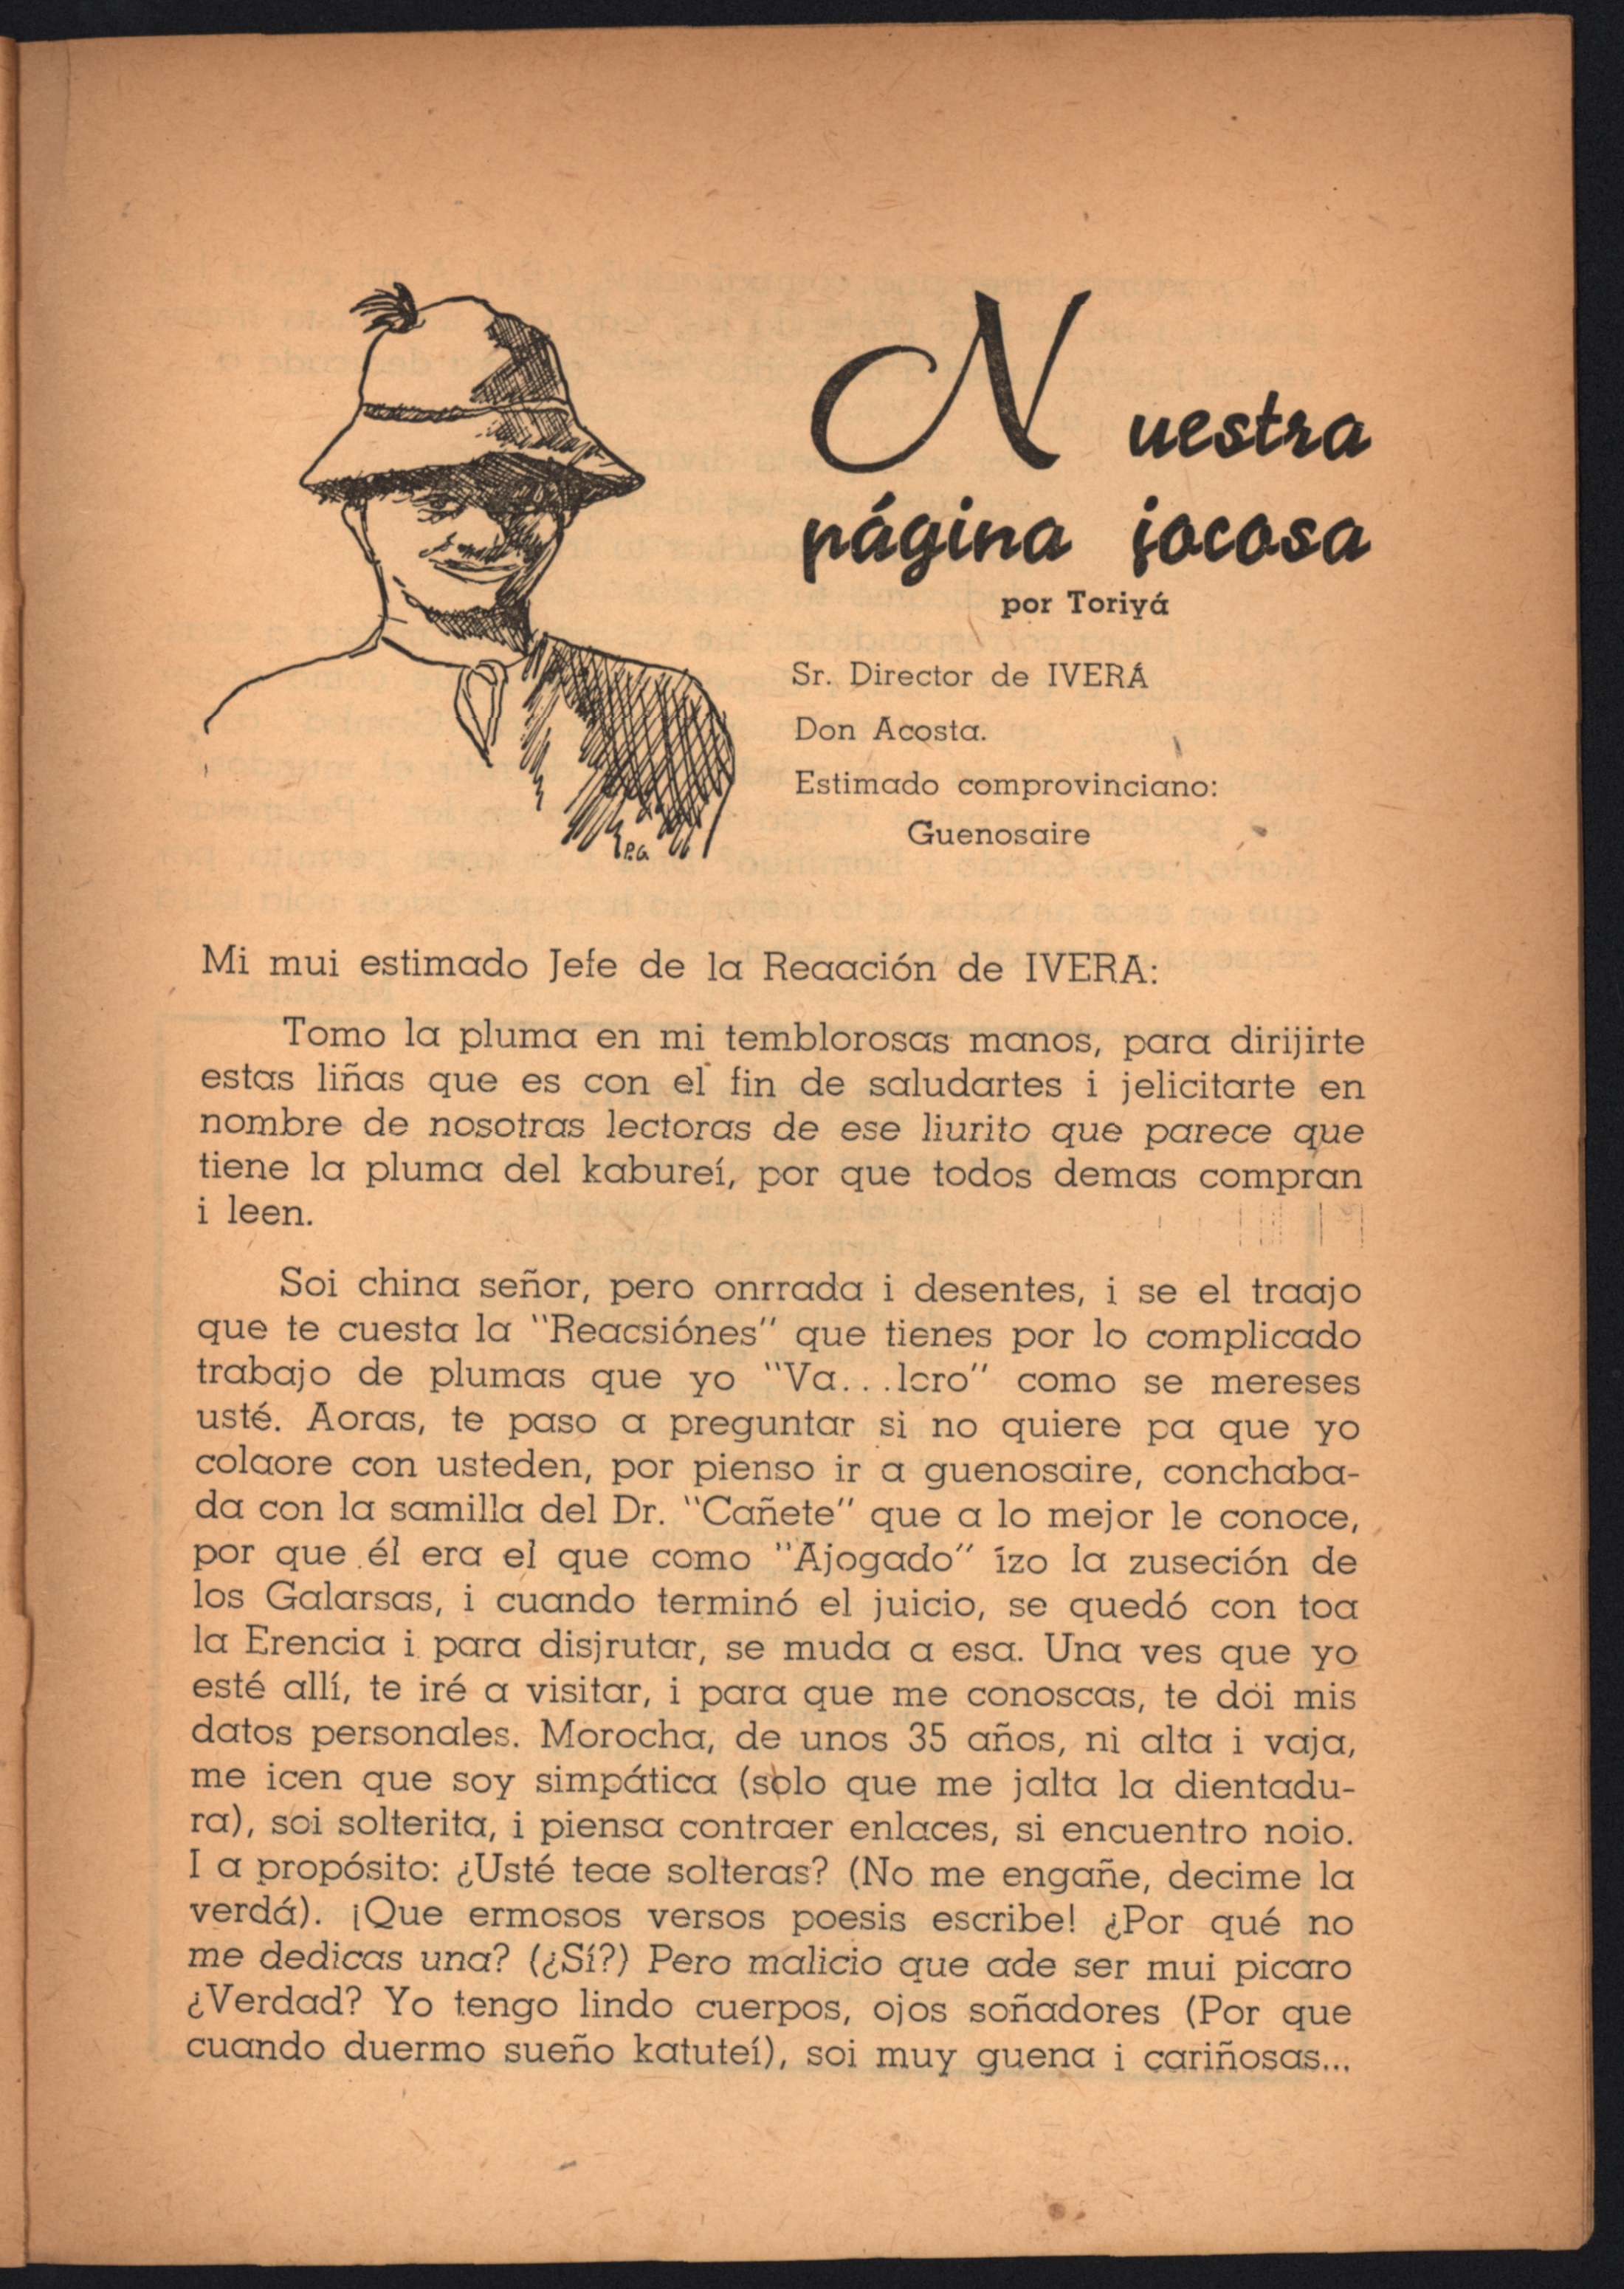 Nuestra
página jocosa
por Toriyá
Sr. Director de IVERÁ
Don Acosta.
Estimado comprovinciano:
Guenosaire
P.G.
Mi mui estimado Jefe de la Reaación de IVERA:
Tomo la pluma en mi temblorosas manos, para dirijirte
estas liñas que es con el fin de saludartes i jelicitarte en
nombre de nosotras lectoras de ese liurito que parece que
tiene la pluma del kabureí, por que todos demas compran
i leen.
Soi china señor, pero onrrada i desentes, i se el traajo
que te cuesta la "Reacsiónes" que tienes por lo complicado
trabajo de plumas que yo "Va...lcro" como se mereses
usté. Aoras, te paso a preguntar si no quiere pa que yo
colaore con usteden, por pienso ir a guenosaire, conchaba-
da con la samilla del Dr. "Cañete" que a lo mejor le conoce,
por que él era el que como "Ajogado" izo la zuseción de
los Galarsas, i cuando terminó el juicio, se quedó con toa
la Erencia i para disjrutar, se muda a esa. Una ves que yo
esté allí, te iré a visitar, i para que me conoscas, te doi mis
datos personales. Morocha, de unos 35 años, ni alta i vaja,
me icen que soy simpática (solo que me jalta la dientadu-
ra), soi solterita, i piensa contraer enlaces, si encuentro noio.
I a propósito: ¿Usté teae solteras? (No me engañe, decime la
verdá). ¡Que ermosos versos poesis escribe! ¿Por qué no
me dedicas una? (¿Sí?) Pero malicio que ade ser mui picaro
¿Verdad? Yo tengo lindo cuerpos, ojos soñadores (Por que
cuando duermo sueño katuteí), soi muy guena i cariñosas...